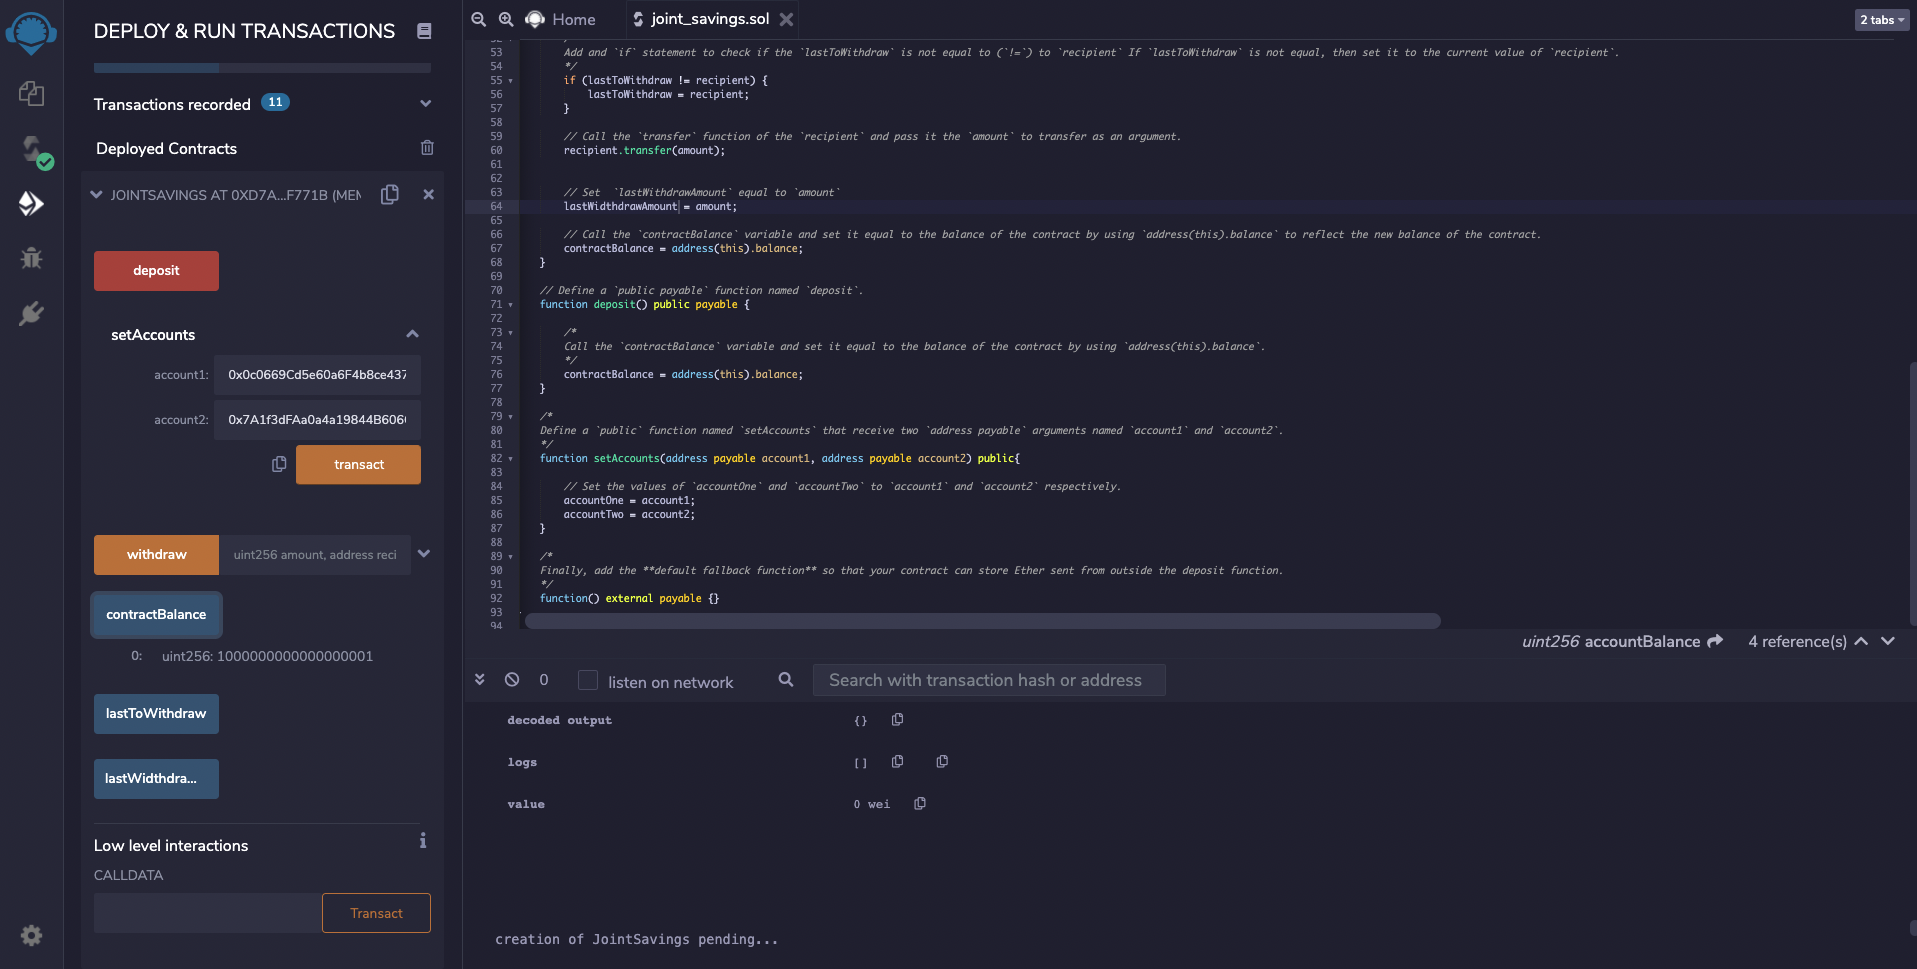 DEPLOY & RUN TRANSACTIONS
Transactions recorded 11
Deployed Contracts
JOINTSAVINGS AT 0XD7A...F771B (MEM
deposit
setAccounts
account1: 0x0c0669Cd5e60a6F4b8ce437
account2: 0x7A1f3dFAa0a4a19844B606
transact
withdraw uint256 amount, address reci
contractBalance
0: uint256: 1000000000000000001
lastToWithdraw
lastWidthdra...
Low level interactions
CALLDATA
Transact
Home joint_savings.sol 2 tabs
53 Add and `if` statement to check if the `lastToWithdraw` is not equal to (`!=`) to `recipient` If `lastToWithdraw` is not equal, then set it to the current value of `recipient`.
54 */
55 if (lastToWithdraw != recipient) {
56 lastToWithdraw = recipient;
57 }
58
59 // Call the `transfer` function of the `recipient` and pass it the `amount` to transfer as an argument.
60 recipient.transfer(amount);
61
62
63 // Set  `lastWithdrawAmount` equal to `amount`
64 lastWidthdrawAmount = amount;
65
66 // Call the `contractBalance` variable and set it equal to the balance of the contract by using `address(this).balance` to reflect the new balance of the contract.
67 contractBalance = address(this).balance;
68 }
69
70 // Define a `public payable` function named `deposit`.
71 function deposit() public payable {
72
73 /*
74 Call the `contractBalance` variable and set it equal to the balance of the contract by using `address(this).balance`.
75 */
76 contractBalance = address(this).balance;
77 }
78
79 /*
80 Define a `public` function named `setAccounts` that receive two `address payable` arguments named `account1` and `account2`.
81 */
82 function setAccounts(address payable account1, address payable account2) public{
83
84 // Set the values of `accountOne` and `accountTwo` to `account1` and `account2` respectively.
85 accountOne = account1;
86 accountTwo = account2;
87 }
88
89 /*
90 Finally, add the **default fallback function** so that your contract can store Ether sent from outside the deposit function.
91 */
92 function() external payable {}
93
94
uint256 accountBalance 4 reference(s)
0 listen on network Search with transaction hash or address
decoded output {}
logs []
value 0 wei
creation of JointSavings pending...